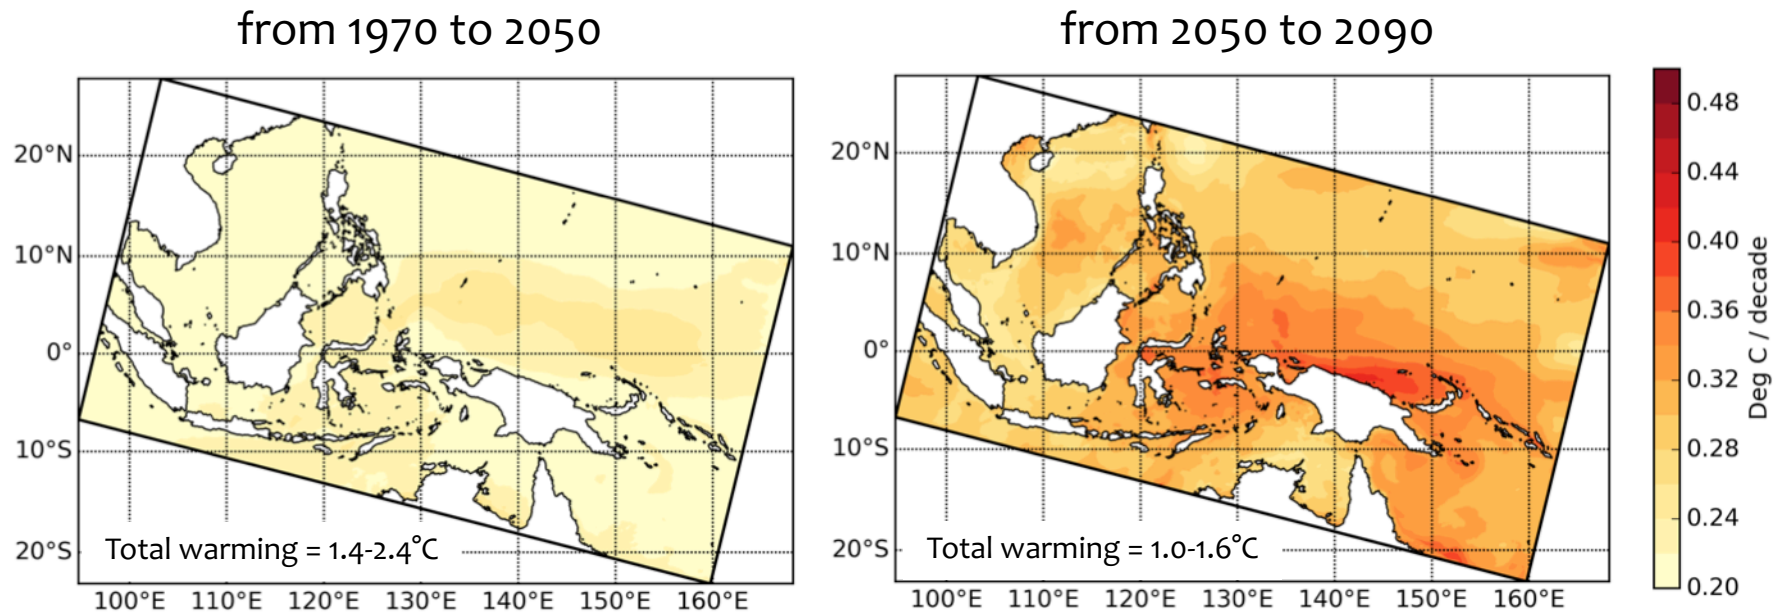 from 1970 to 2050
from 2050 to 2090
20°N
10°N
0°
10°S
20°S
Total warming = 1.4-2.4°C
100°E 110°E 120°E 130°E 140°E 150°E 160°E
20°N
10°N
0°
10°S
20°S
Total warming = 1.0-1.6°C
100°E 110°E 120°E 130°E 140°E 150°E 160°E
0.48
0.44
0.40
0.36
0.32
0.28
0.24
0.20
Deg C / decade